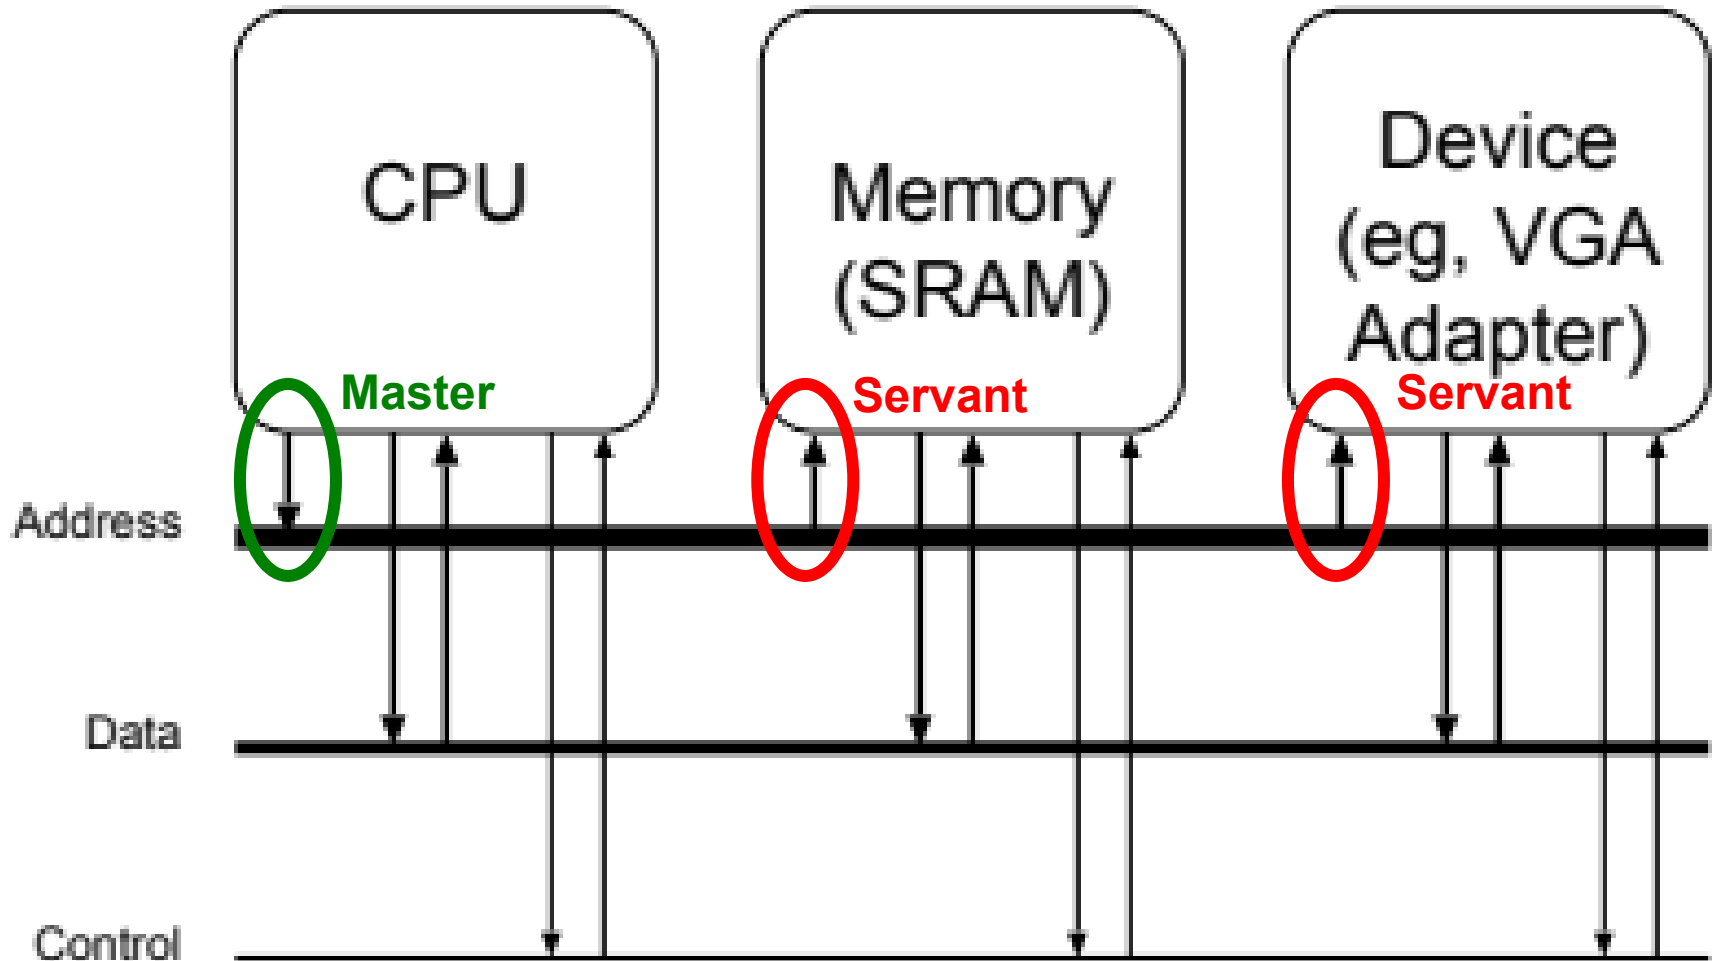 CPU
Memory
(SRAM)
Device
(eg, VGA
Adapter)
Master
Servant
Servant
Address
Data
Control